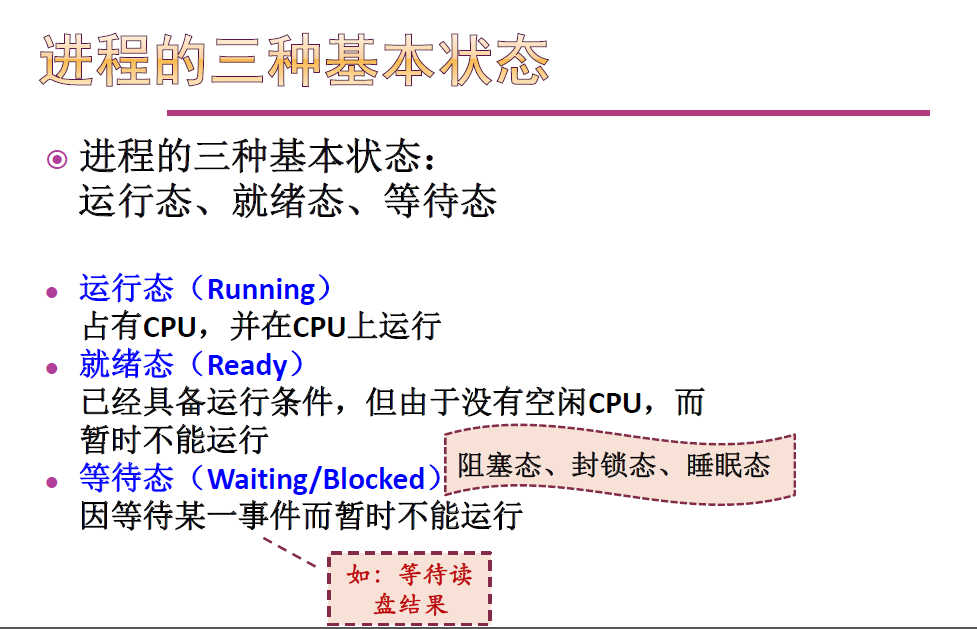 进程的三种基本状态
进程的三种基本状态：
运行态、就绪态、等待态
运行态（Running）
占有CPU，并在CPU上运行
就绪态（Ready）
已经具备运行条件，但由于没有空闲CPU，而
暂时不能运行
等待态（Waiting/Blocked）
阻塞态、封锁态、睡眠态
因等待某一事件而暂时不能运行
如：等待读
盘结果